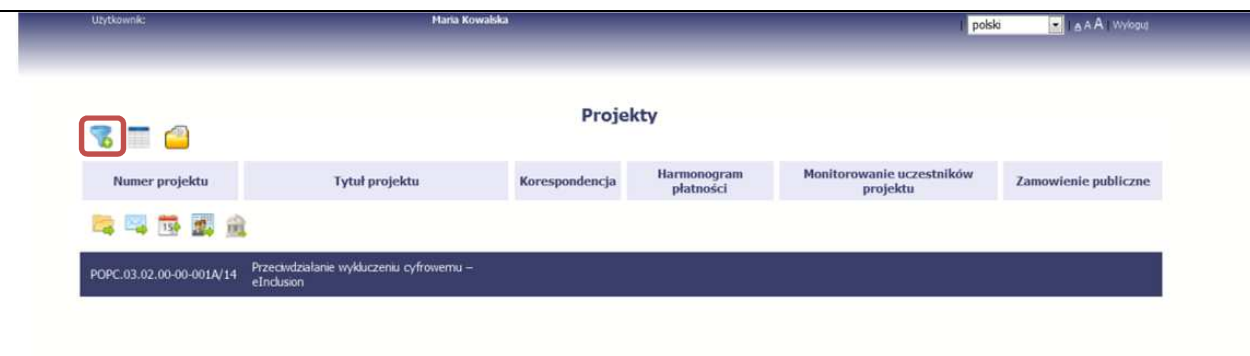 Użytkownik: Maria Kowalska | polski | A A A | Wyloguj
Projekty
Numer projektu Tytuł projektu Korespondencja Harmonogram płatności Monitorowanie uczestników projektu Zamowienie publiczne
15
POPC.03.02.00-00-001A/14 Przeciwdziałanie wykluczeniu cyfrowemu –
eInclusion